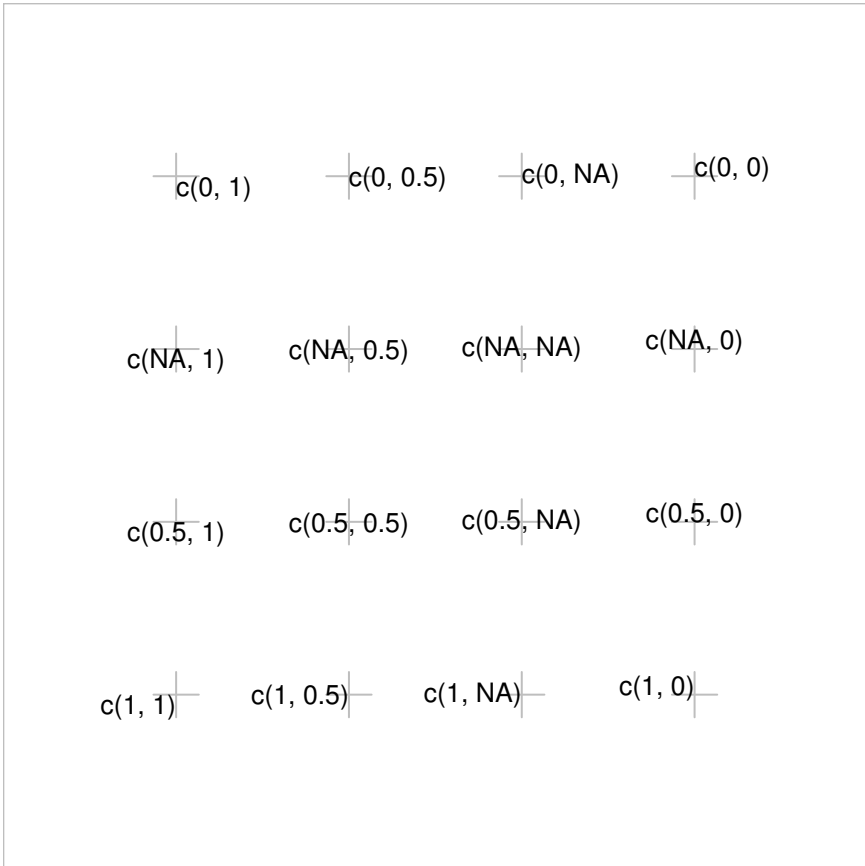 c(0, 1) c(0, 0.5) c(0, NA) c(0, 0)
c(NA, 1) c(NA, 0.5) c(NA, NA) c(NA, 0)
c(0.5, 1) c(0.5, 0.5) c(0.5, NA) c(0.5, 0)
c(1, 1) c(1, 0.5) c(1, NA) c(1, 0)